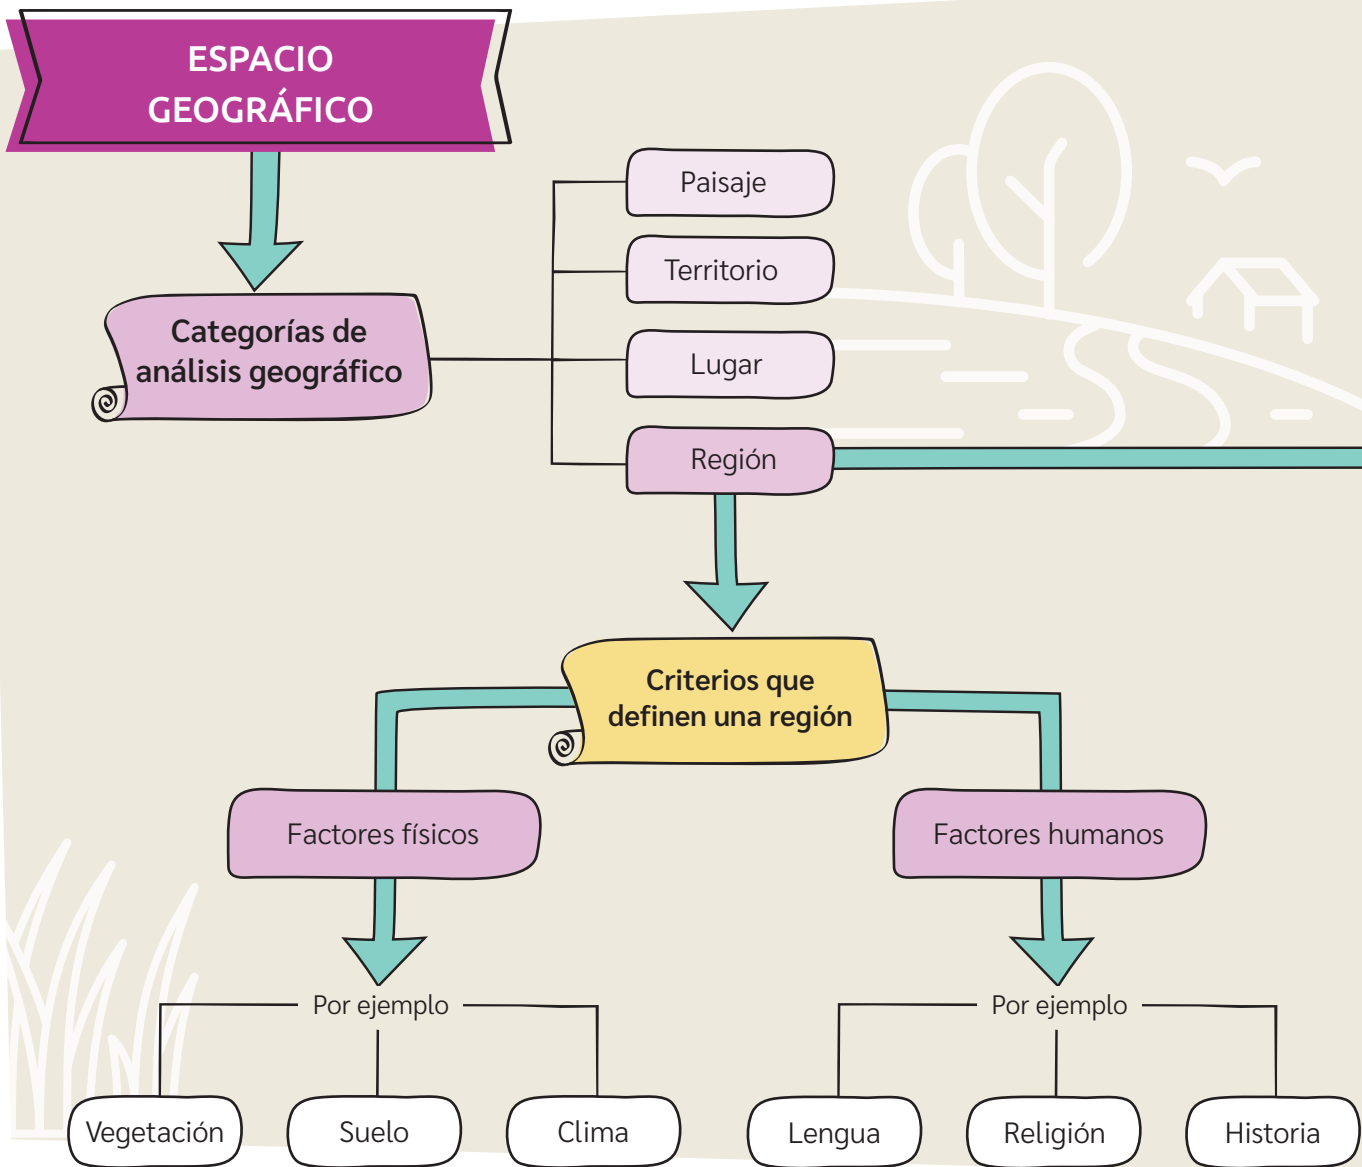 ESPACIO
GEOGRÁFICO
Categorías de
análisis geográfico
Paisaje
Territorio
Lugar
Región
Criterios que
definen una región
Factores físicos
Factores humanos
Por ejemplo
Por ejemplo
Vegetación
Suelo
Clima
Lengua
Religión
Historia